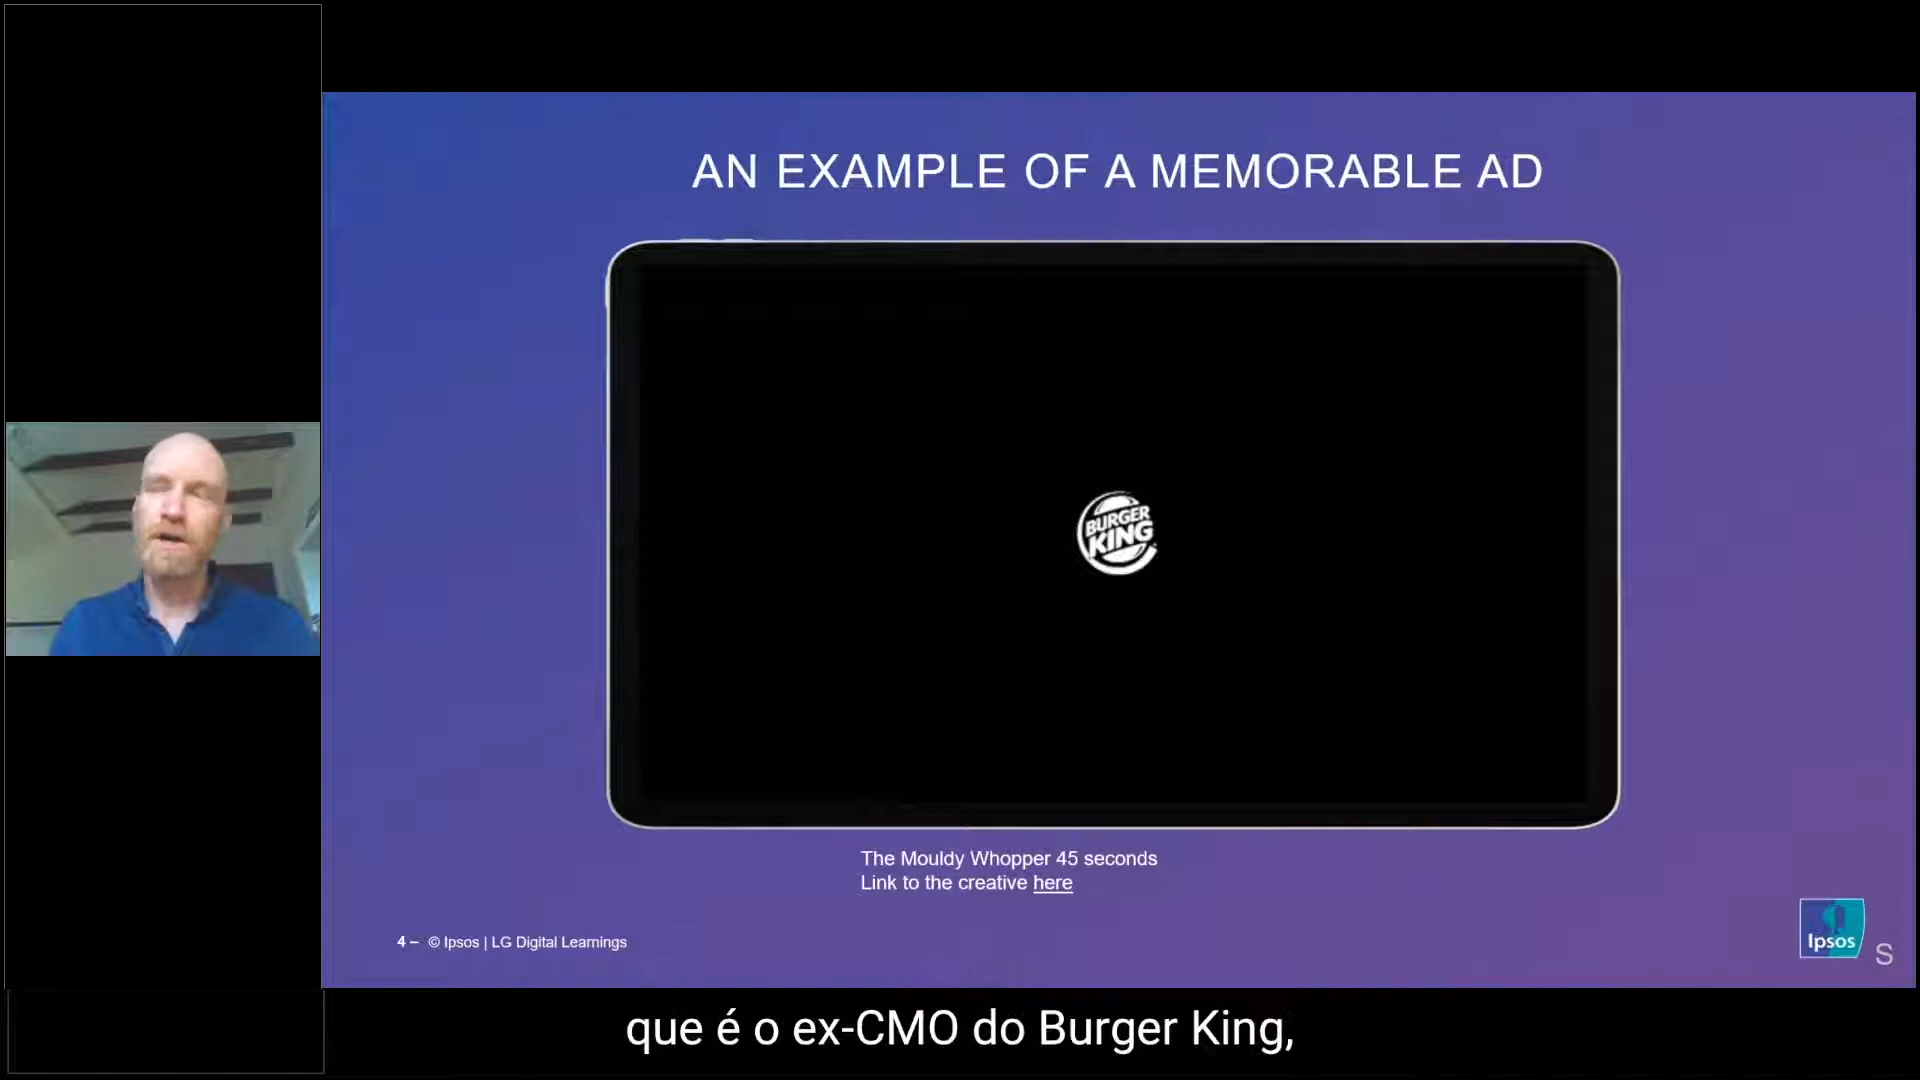 AN EXAMPLE OF A MEMORABLE AD
BURGER
KING
The Mouldy Whopper 45 seconds
Link to the creative here
4 – © Ipsos | LG Digital Learnings
Ipsos
S
que é o ex-CMO do Burger King,